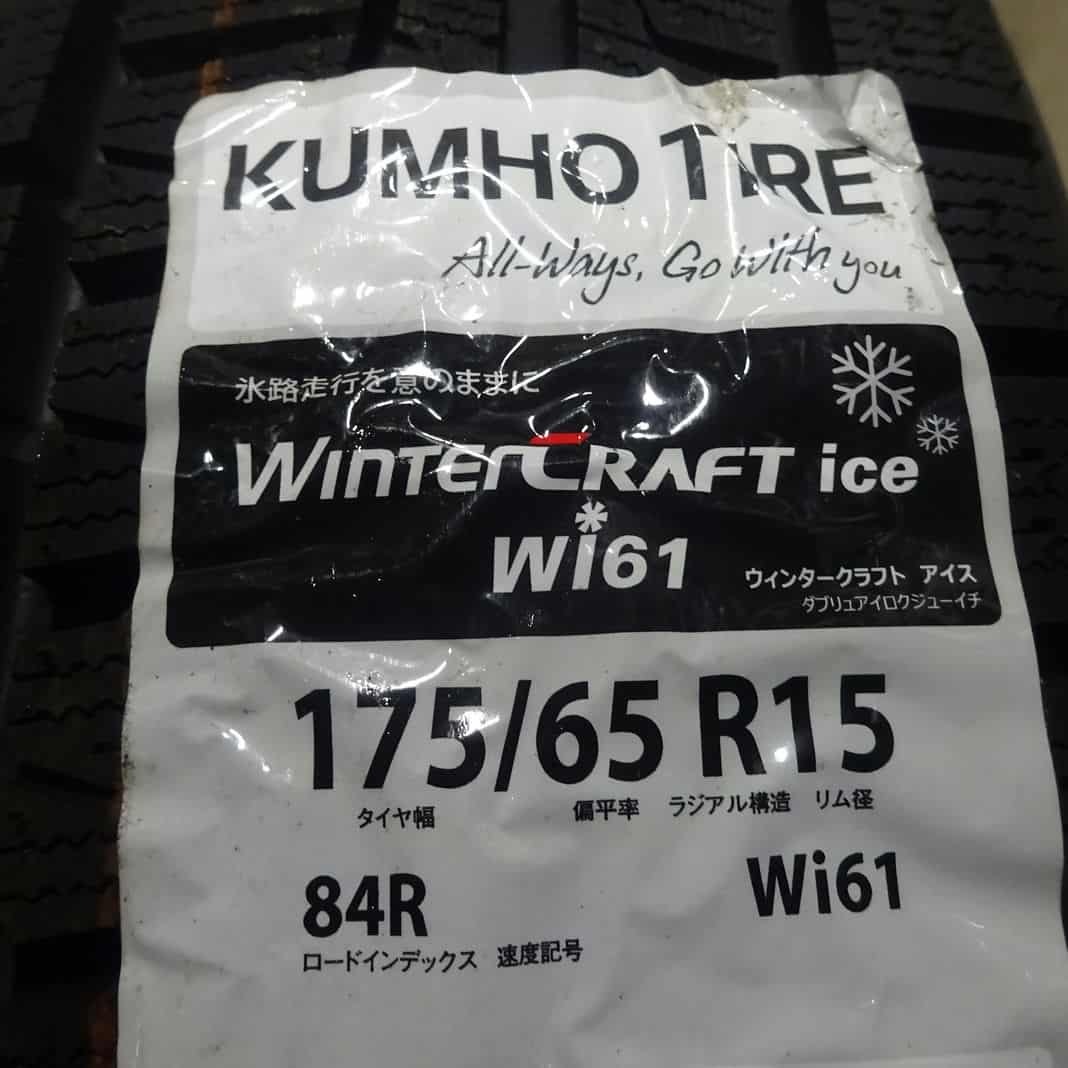 KUMHO TIRE
All-Ways, Go With you
氷路走行を意のままに
WINTERCRAFT ice
Wi61
ウィンタークラフト アイス
ダブリュアイロクジューイチ
175/65 R15
タイヤ幅 偏平率 ラジアル構造 リム径
84R Wi61
ロードインデックス 速度記号